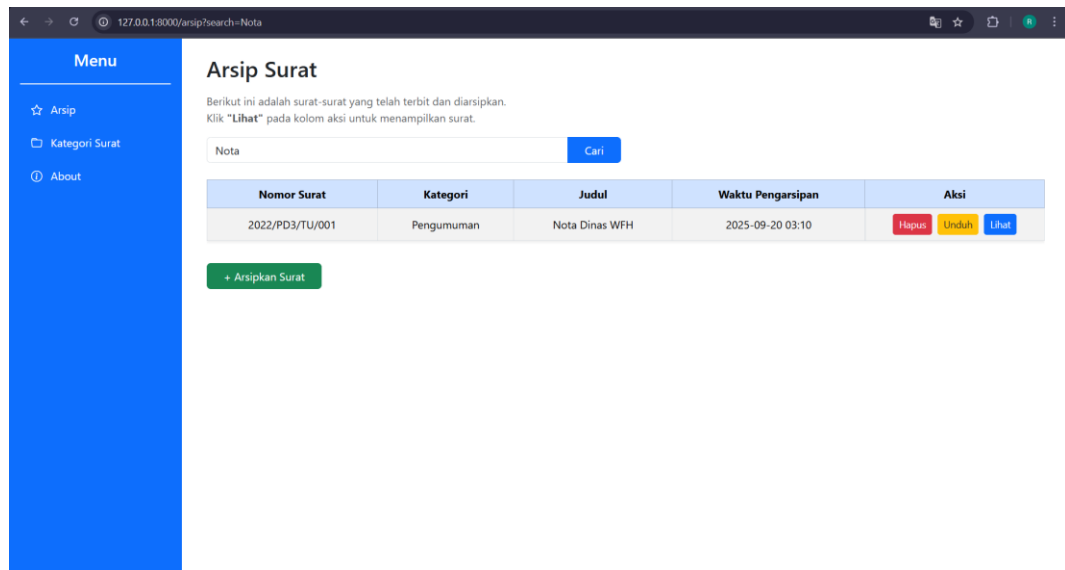 127.0.0.1:8000/arsip?search=Nota
R
Menu
Arsip
Kategori Surat
About
Arsip Surat
Berikut ini adalah surat-surat yang telah terbit dan diarsipkan.
Klik "Lihat" pada kolom aksi untuk menampilkan surat.
Nota Cari
Nomor Surat Kategori Judul Waktu Pengarsipan Aksi
2022/PD3/TU/001 Pengumuman Nota Dinas WFH 2025-09-20 03:10 Hapus Unduh Lihat
+ Arsipkan Surat